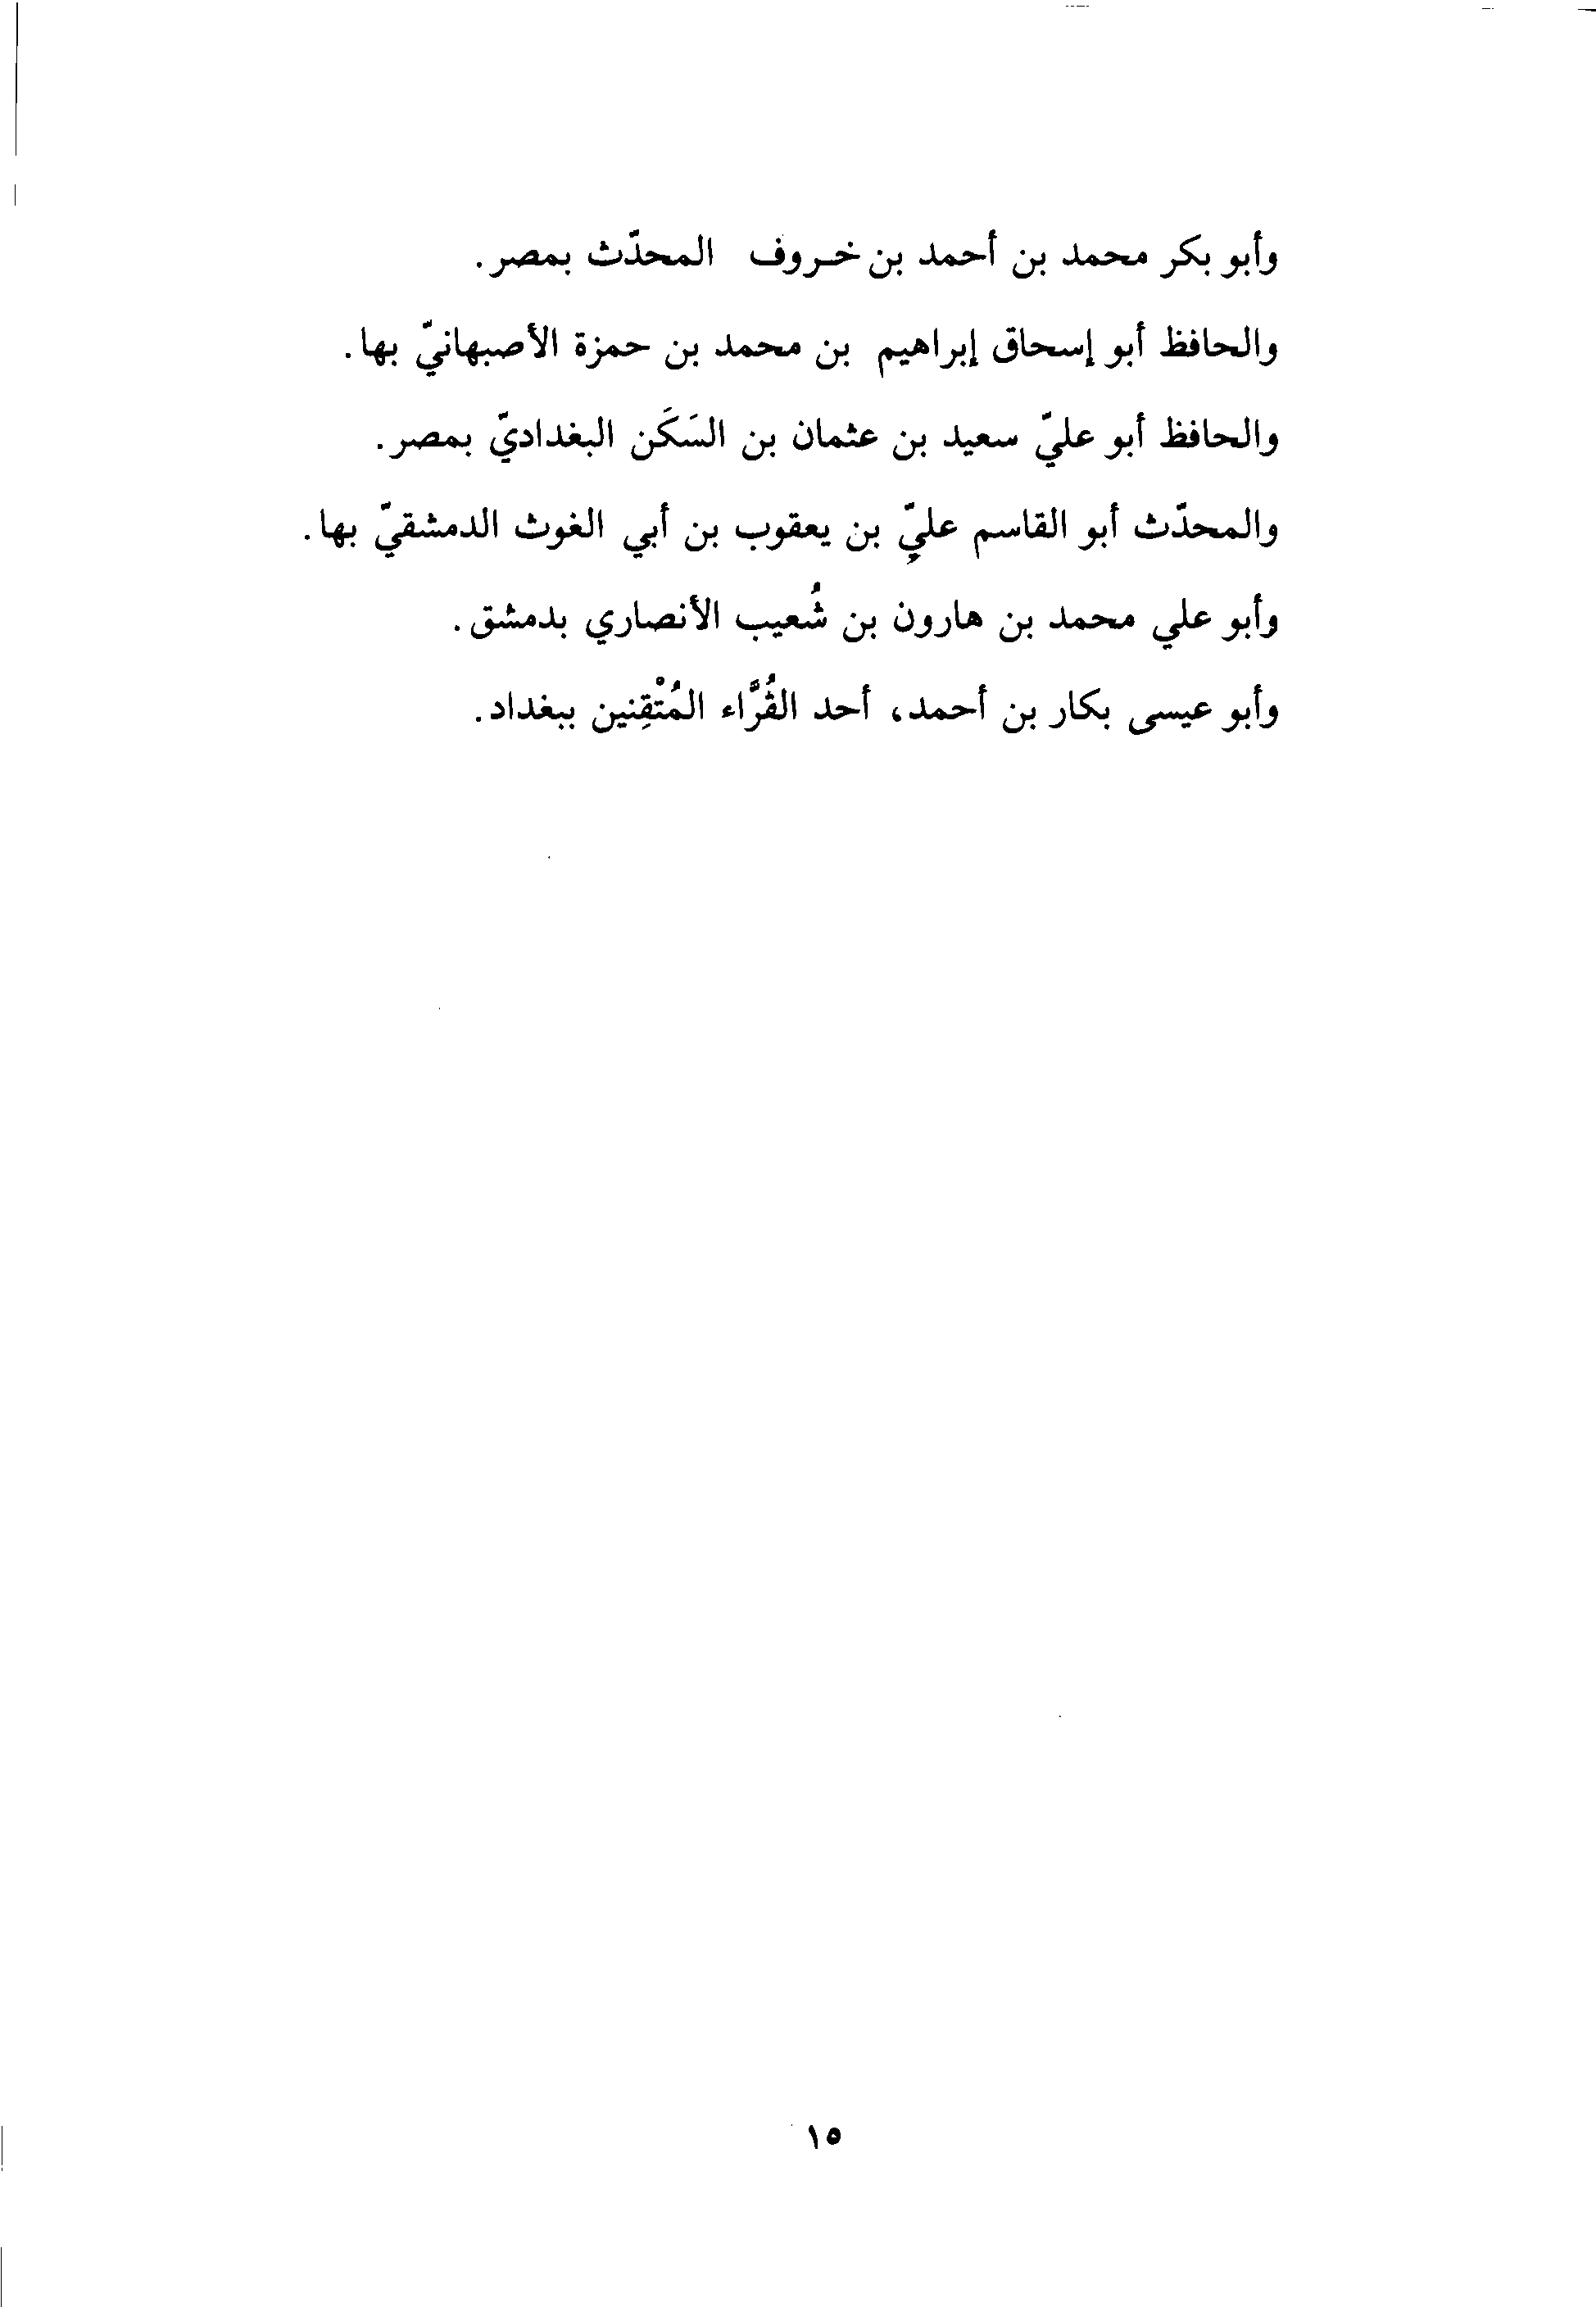 وأبو بكر محمد بن أحمد بن خـروف المحدّث بمصر.
والحافظ أبو إسحاق إبراهيم بن محمد بن حمزة الأصبهانيّ بها.
والحافظ أبو عليّ سعيد بن عثمان بن السَكَن البغداديّ بمصر.
والمحدّث أبو القاسم عليّ بن يعقوب بن أبي الغوث الدمشقيّ بها.
وأبو علي محمد بن هارون بن شُعيب الأنصاري بدمشق.
وأبو عيسى بكار بن أحمد، أحد القُرَّاء المُتْقِنين ببغداد.
١٥